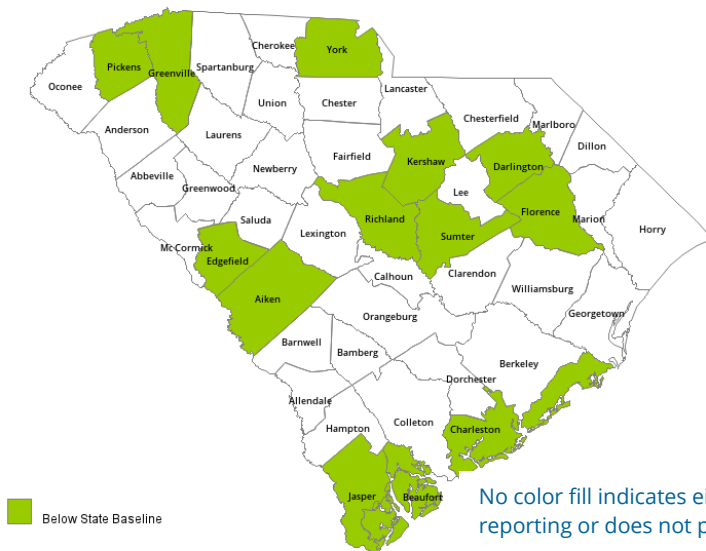 Cherokee
York
Pickens
Greenville
Spartanburg
Oconee
Lancaster
Union
Chester
Chesterfield
Marlboro
Anderson
Laurens
Dillon
Fairfield
Kershaw
Darlington
Newberry
Abbeville
Greenwood
Lee
Saluda
Richland
Florence
Marion
Lexington
Sumter
Horry
McCormick
Edgefield
Calhoun
Clarendon
Williamsburg
Aiken
Orangeburg
Georgetown
Barnwell
Bamberg
Berkeley
Dorchester
Allendale
Colleton
Hampton
Charleston
Jasper
Beaufort
No color fill indicates
reporting or does not
Below State Baseline